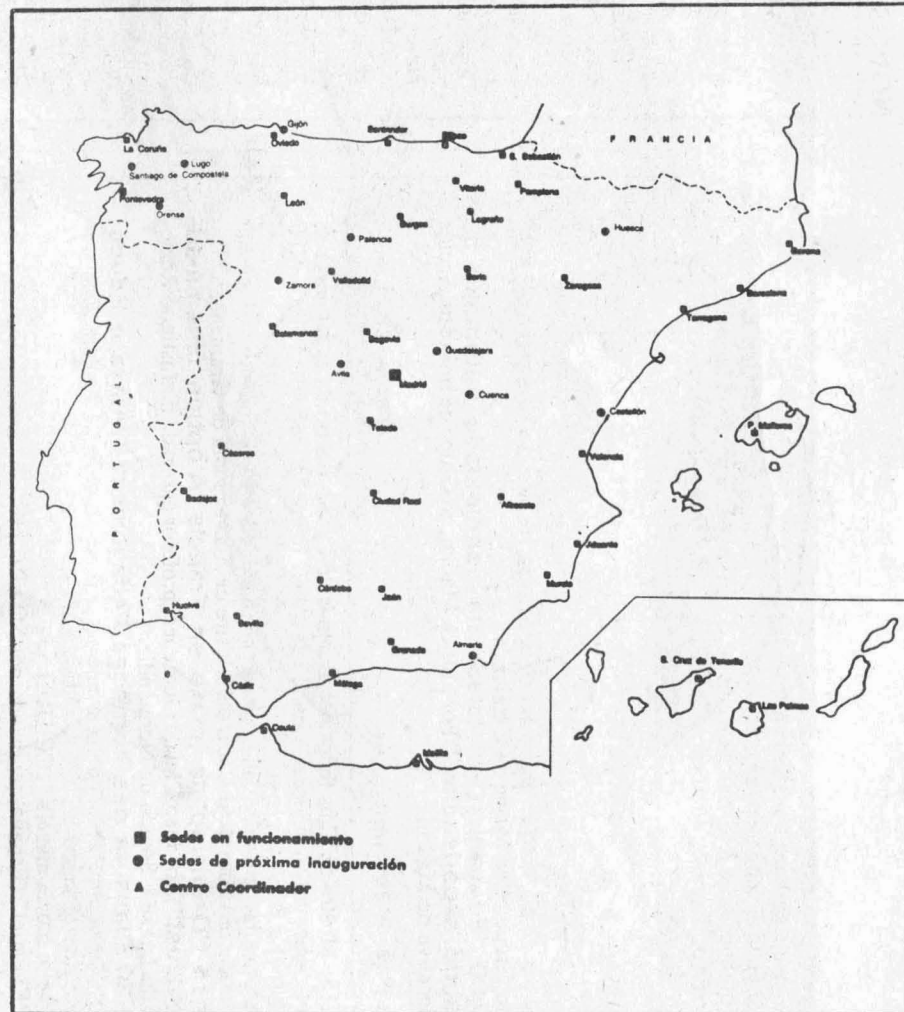 Gijón
La Coruña
Oviedo
Santander
S. Sebastián
F R A N C I A
Lugo
Santiago de Compostela
Vitoria
Pamplona
Pontevedra
León
Orense
Burgos
Logroño
Huesca
Palencia
Gerona
Valladolid
Soria
Zaragoza
Zamora
Barcelona
Tarragona
Salamanca
Segovia
Guadalajara
Avila
Madrid
Cuenca
Castellón
P O R T U G A L
Toledo
P. Mallorca
Cáceres
Valencia
Badajoz
Ciudad Real
Albacete
Alicante
Córdoba
Jaén
Murcia
Huelva
Sevilla
Granada
Almería
S. Cruz de Tenerife
Cádiz
Málaga
Las Palmas
Ceuta
Melilla
Sedes en funcionamiento
Sedes de próxima inauguración
Centro Coordinador